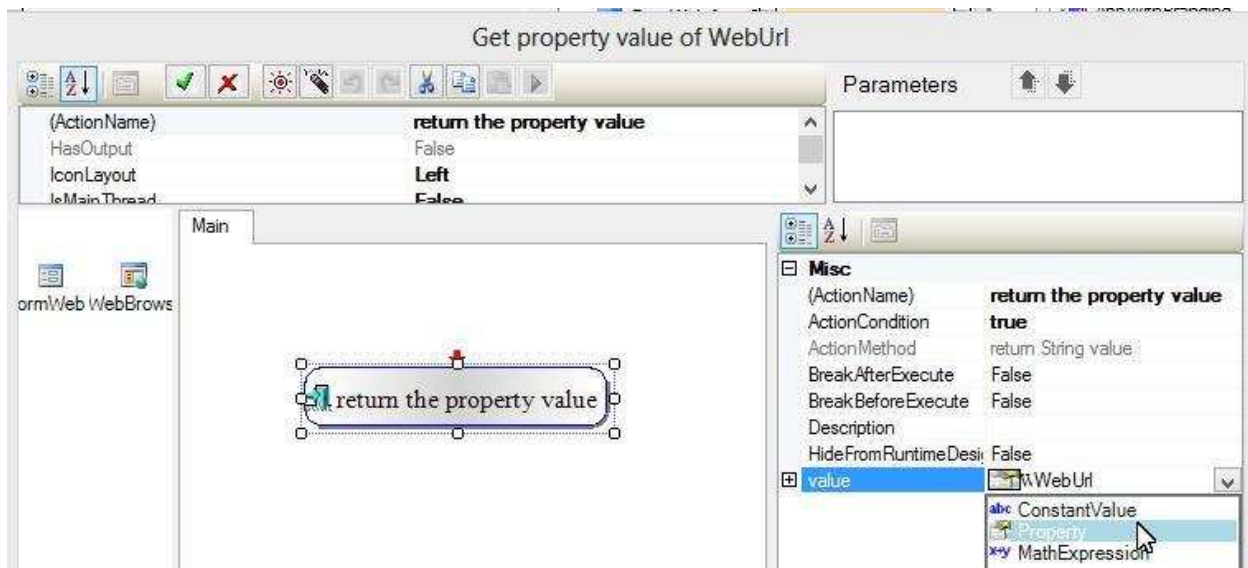 Get property value of WebUrl
Parameters
(ActionName) return the property value
HasOutput False
IconLayout Left
IsMainThread False
Main
ormWeb WebBrows
return the property value
Misc
(ActionName) return the property value
ActionCondition true
ActionMethod return String value
BreakAfterExecute False
BreakBeforeExecute False
Description
HideFromRuntimeDesi False
value \WebUrl
abc ConstantValue
Property
x+y MathExpression